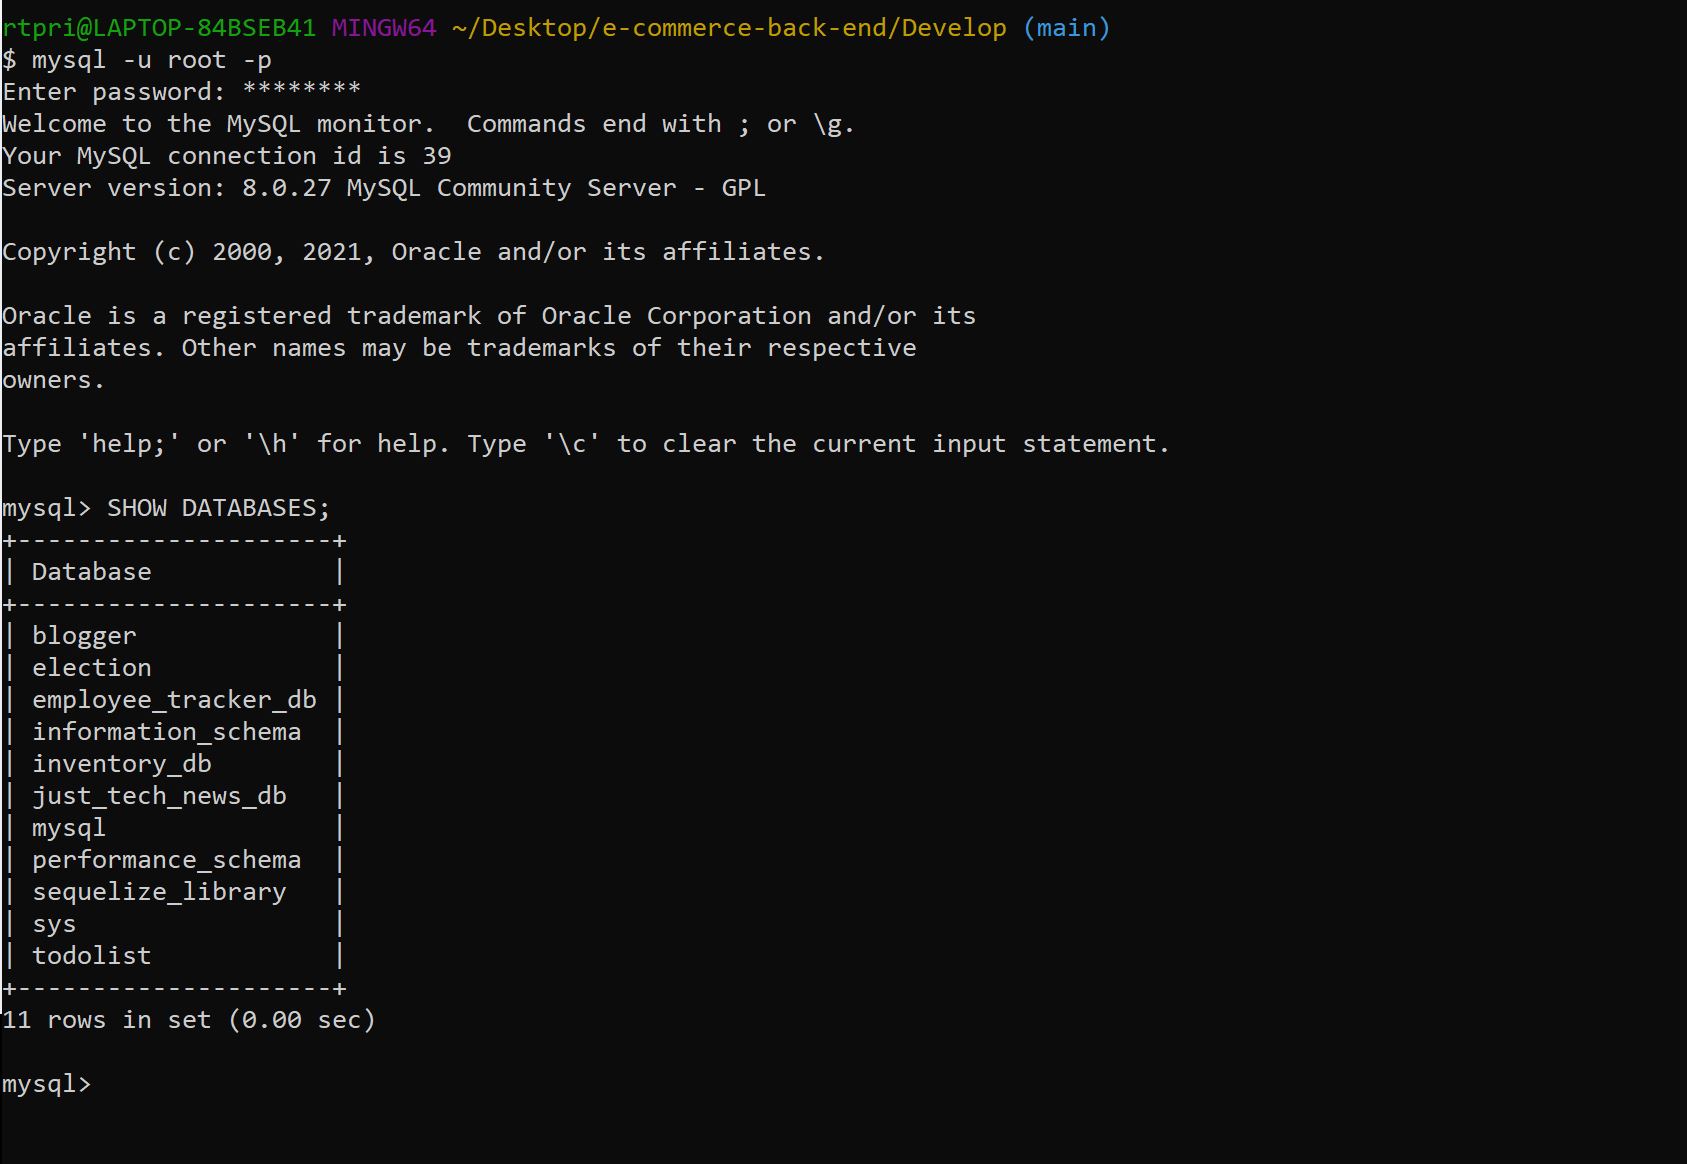 rtpri@LAPTOP-84BSEB41 MINGW64 ~/Desktop/e-commerce-back-end/Develop (main)
$ mysql -u root -p
Enter password: ********
Welcome to the MySQL monitor.  Commands end with ; or \g.
Your MySQL connection id is 39
Server version: 8.0.27 MySQL Community Server - GPL

Copyright (c) 2000, 2021, Oracle and/or its affiliates.

Oracle is a registered trademark of Oracle Corporation and/or its
affiliates. Other names may be trademarks of their respective
owners.

Type 'help;' or '\h' for help. Type '\c' to clear the current input statement.

mysql> SHOW DATABASES;
+---------------------+
| Database            |
+---------------------+
| blogger             |
| election            |
| employee_tracker_db |
| information_schema  |
| inventory_db        |
| just_tech_news_db   |
| mysql               |
| performance_schema  |
| sequelize_library   |
| sys                 |
| todolist            |
+---------------------+
11 rows in set (0.00 sec)

mysql>